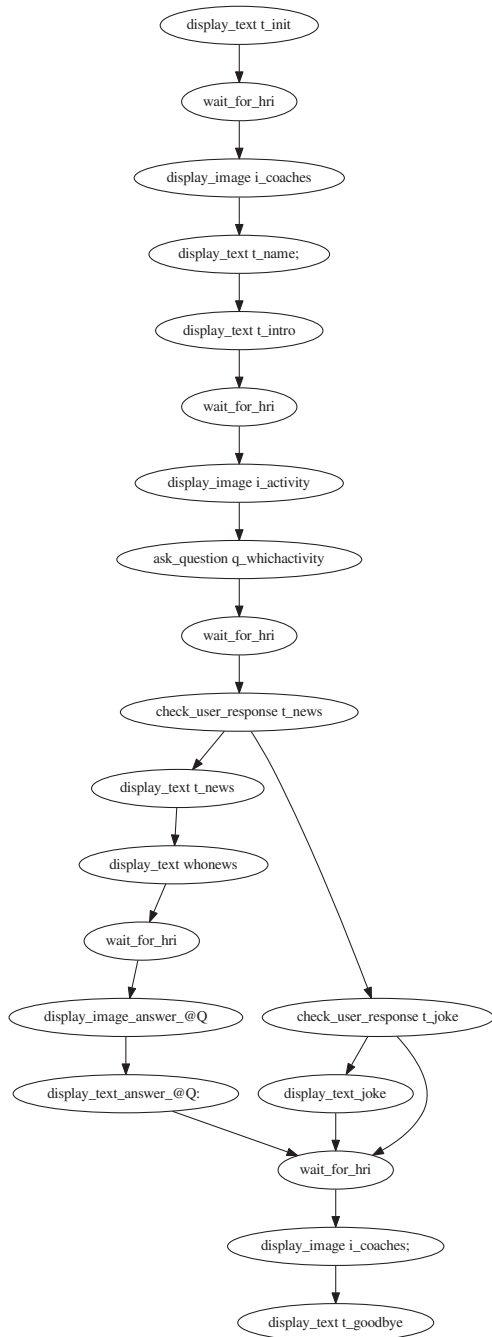 display_text t_init
wait_for_hri
display_image i_coaches
display_text t_name;
display_text t_intro
wait_for_hri
display_image i_activity
ask_question q_whichactivity
wait_for_hri
check_user_response t_news
display_text t_news
display_text whonews
wait_for_hri
display_image_answer_@Q
check_user_response t_joke
display_text_answer_@Q:
display_text_joke
wait_for_hri
display_image i_coaches;
display_text t_goodbye